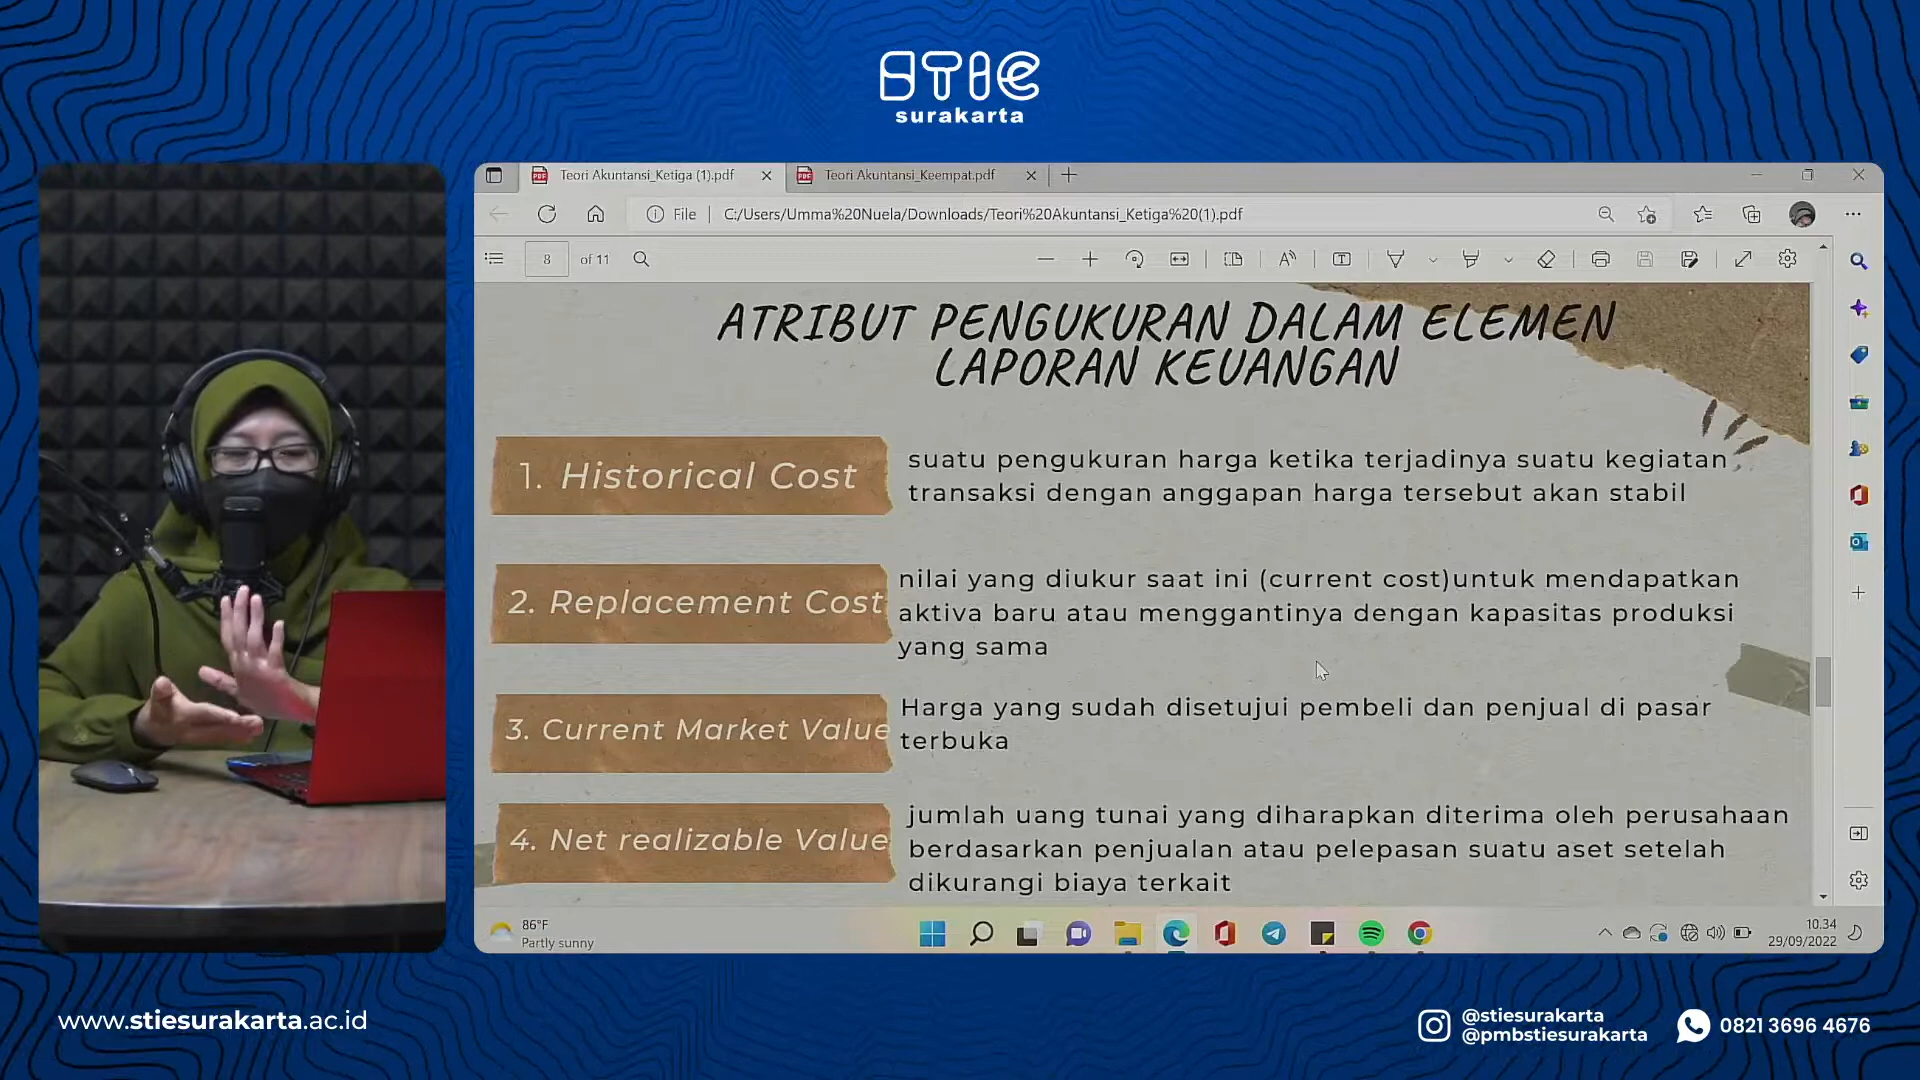 STIE
surakarta
Teori Akuntansi_Ketiga (1).pdf
Teori Akuntansi_Keempat.pdf
File
C:/Users/Umma%20Nuela/Downloads/Teori%20Akuntansi_Ketiga%20(1).pdf
8 of 11
ATRIBUT PENGUKURAN DALAM ELEMEN
LAPORAN KEUANGAN
1. Historical Cost
suatu pengukuran harga ketika terjadinya suatu kegiatan
transaksi dengan anggapan harga tersebut akan stabil
2. Replacement Cost
nilai yang diukur saat ini (current cost)untuk mendapatkan
aktiva baru atau menggantinya dengan kapasitas produksi
yang sama
3. Current Market Value
Harga yang sudah disetujui pembeli dan penjual di pasar
terbuka
4. Net realizable Value
jumlah uang tunai yang diharapkan diterima oleh perusahaan
berdasarkan penjualan atau pelepasan suatu aset setelah
dikurangi biaya terkait
86°F
Partly sunny
10.34
29/09/2022
www.stiesurakarta.ac.id
@stiesurakarta
@pmbstiesurakarta
0821 3696 4676